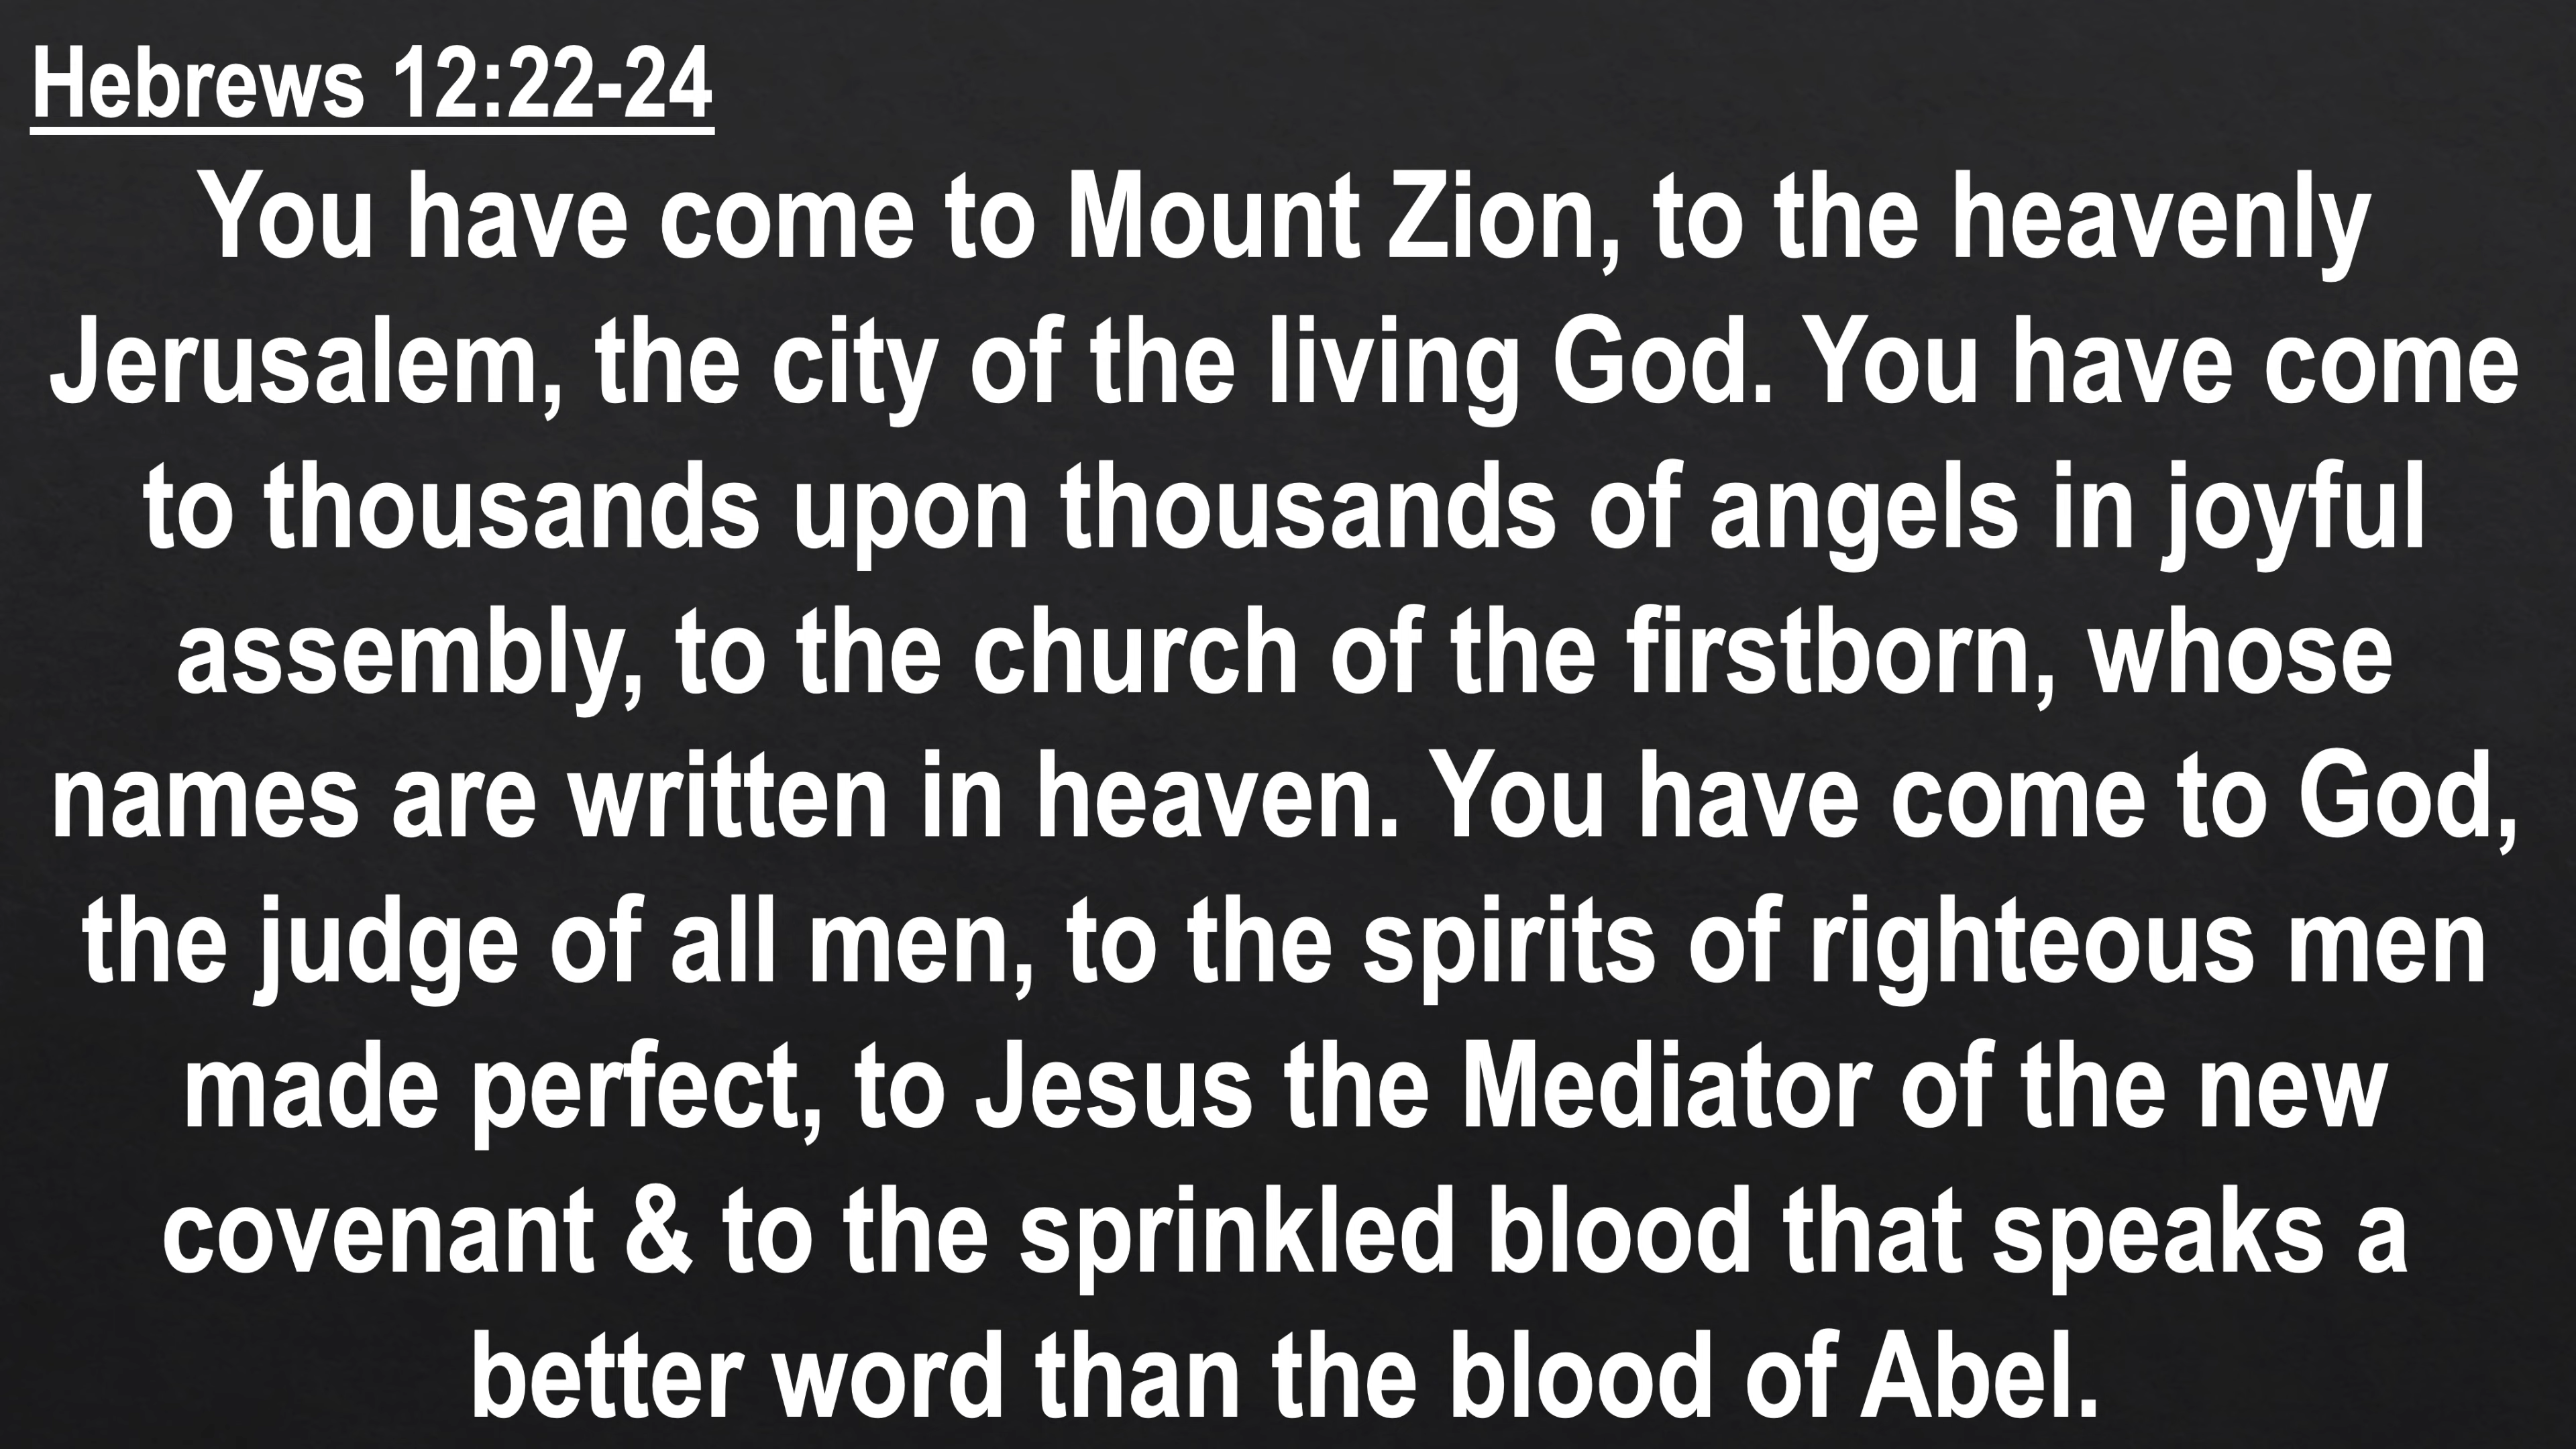 Hebrews 12:22-24
You have come to Mount Zion, to the heavenly
Jerusalem, the city of the living God. You have come
to thousands upon thousands of angels in joyful
assembly, to the church of the firstborn, whose
names are written in heaven. You have come to God,
the judge of all men, to the spirits of righteous men
made perfect, to Jesus the Mediator of the new
covenant & to the sprinkled blood that speaks a
better word than the blood of Abel.